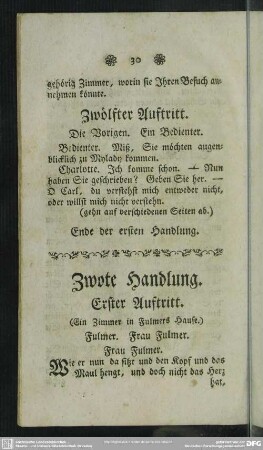 30
gehörig Zimmer, worin sie Ihren Besuch an-
nehmen könnte.
Zwölfter Auftritt.
Die Vorigen. Ein Bedienter.
Bedienter. Miß, Sie möchten augen-
blicklich zu Mylady kommen.
Charlotte. Ich komme schon. — Nun
haben Sie geschrieben? Geben Sie her. —
O Carl, du verstehst mich entweder nicht,
oder willst mich nicht verstehn.
(gehn auf verschiedenen Seiten ab.)
Ende der ersten Handlung.
Zwote Handlung.
Erster Auftritt.
(Ein Zimmer in Fulmers Hause.)
Fulmer. Frau Fulmer.
Frau Fulmer.
Wie er nun da sitzt und den Kopf und das
Maul hengt, und doch nicht das Herz
hat,